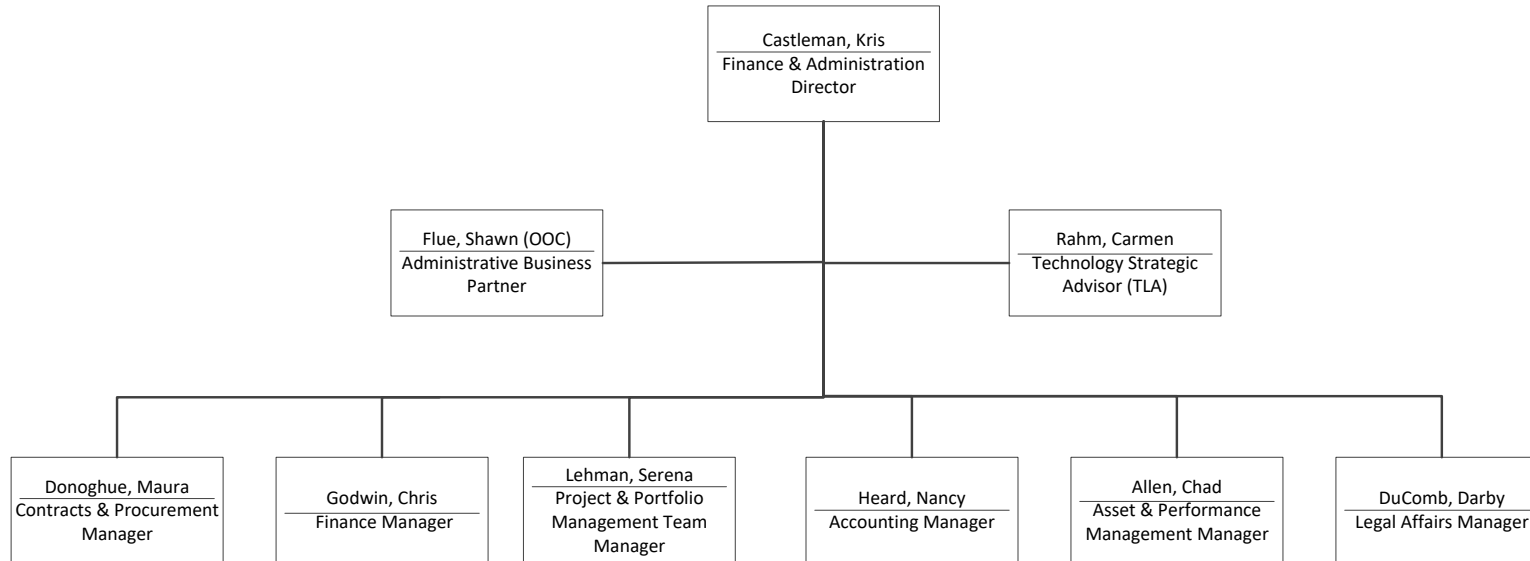 Castleman, Kris
Finance & Administration
Director
Flue, Shawn (OOC)
Administrative Business
Partner
Rahm, Carmen
Technology Strategic
Advisor (TLA)
Donoghue, Maura
Contracts & Procurement
Manager
Godwin, Chris
Finance Manager
Lehman, Serena
Project & Portfolio
Management Team
Manager
Heard, Nancy
Accounting Manager
Allen, Chad
Asset & Performance
Management Manager
DuComb, Darby
Legal Affairs Manager